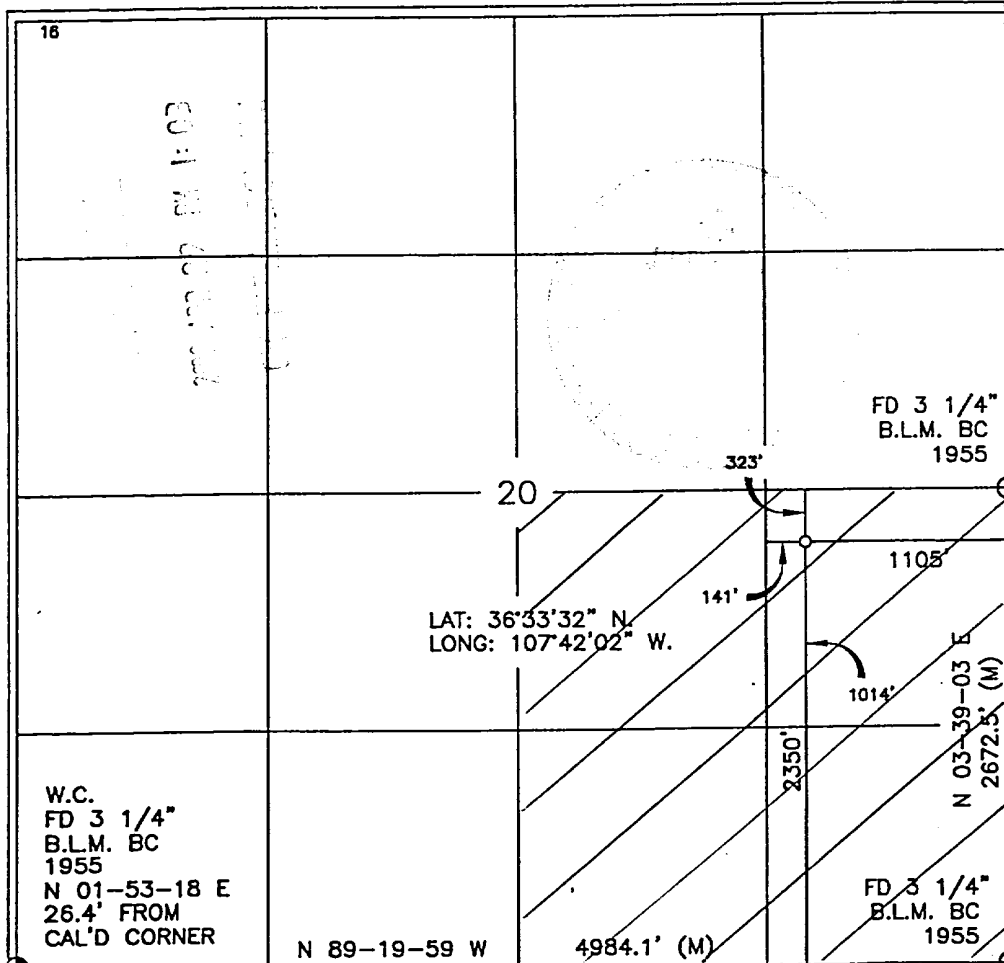 16
FD 3 1/4"
B.L.M. BC
1955
323'
20
1105'
141'
LAT: 36°33'32" N.
LONG: 107°42'02" W.
1014'
N 03-39-03 E
2672.5' (M)
2350'
W.C.
FD 3 1/4"
B.L.M. BC
1955
N 01-53-18 E
26.4' FROM
CAL'D CORNER
FD 3 1/4"
B.L.M. BC
1955
N 89-19-59 W 4984.1' (M)